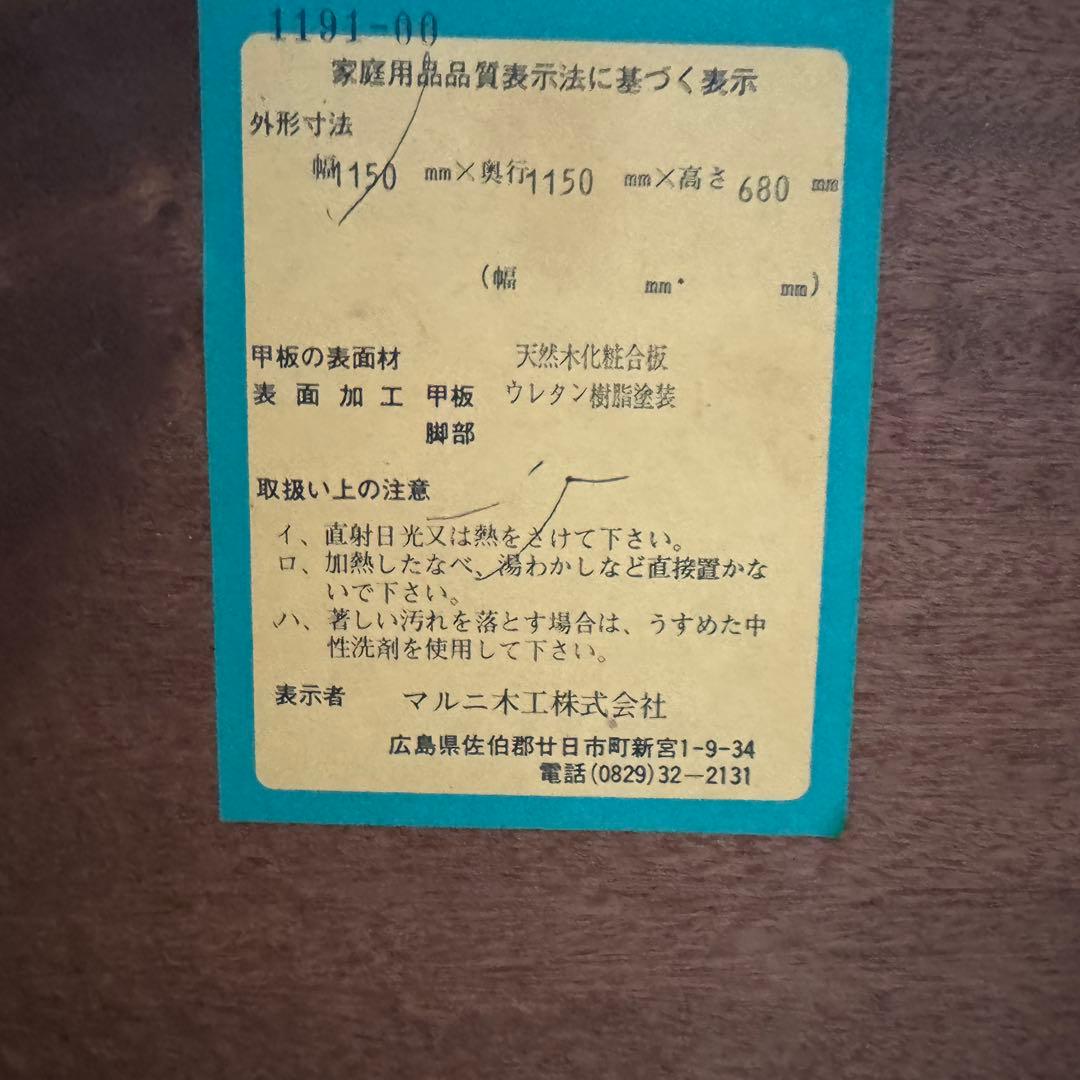 1191-00
家庭用品品質表示法に基づく表示
外形寸法
幅1150 mm×奥行1150 mm×高さ680 mm
(幅 mm・ mm)
甲板の表面材 天然木化粧合板
表面加工 甲板 ウレタン樹脂塗装
脚部
取扱い上の注意
イ、直射日光又は熱をさけて下さい。
ロ、加熱したなべ、湯わかしなど直接置かな
いで下さい。
ハ、著しい汚れを落とす場合は、うすめた中
性洗剤を使用して下さい。
表示者 マルニ木工株式会社
広島県佐伯郡廿日市町新宮1-9-34
電話(0829)32-2131